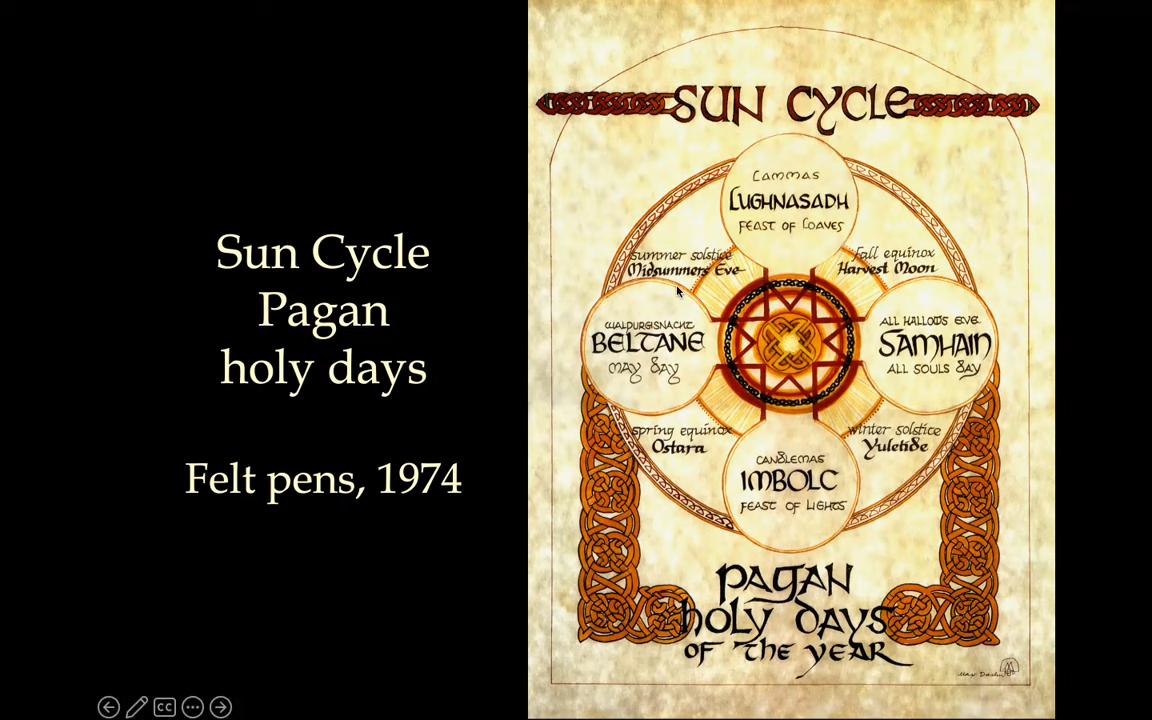 Sun Cycle
Pagan
holy days
Felt pens, 1974
SUN CYCLE
LAMMAS
LUGHNASADH
FEAST OF LOAVES
summer solstice
Midsummers Eve
fall equinox
Harvest Moon
WALPURGISNACHT
BELTANE
MAY DAY
ALL HALLOWS EVE
SAMHAIN
ALL SOULS DAY
spring equinox
Ostara
winter solstice
Yuletide
CANDLEMAS
IMBOLC
FEAST OF LIGHTS
PAGAN
holy days
OF THE YEAR
CC